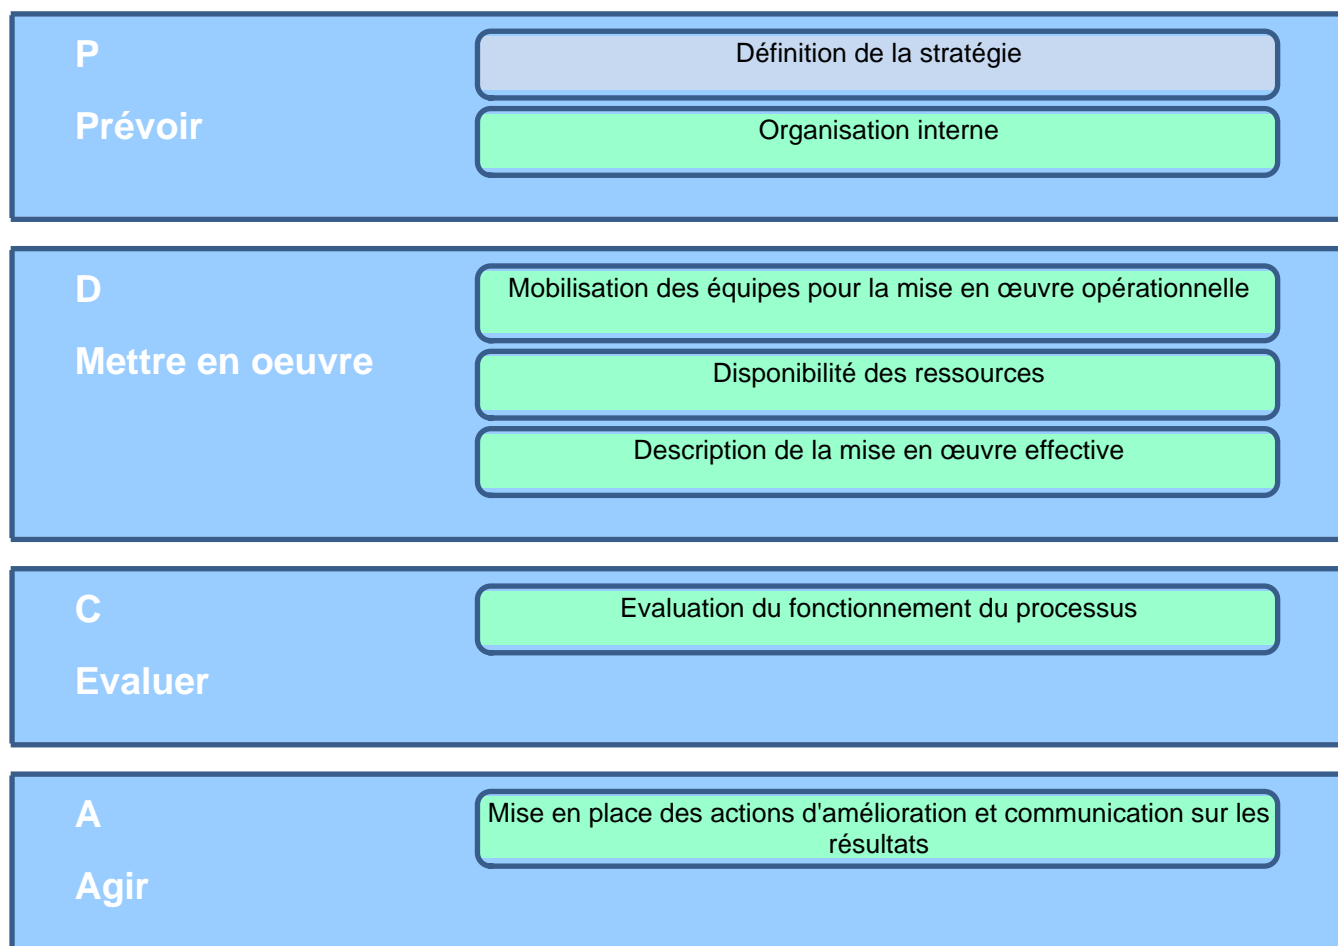 P
Définition de la stratégie
Prévoir
Organisation interne
D
Mobilisation des équipes pour la mise en œuvre opérationnelle
Mettre en oeuvre
Disponibilité des ressources
Description de la mise en œuvre effective
C
Evaluation du fonctionnement du processus
Evaluer
A
Mise en place des actions d'amélioration et communication sur les
résultats
Agir